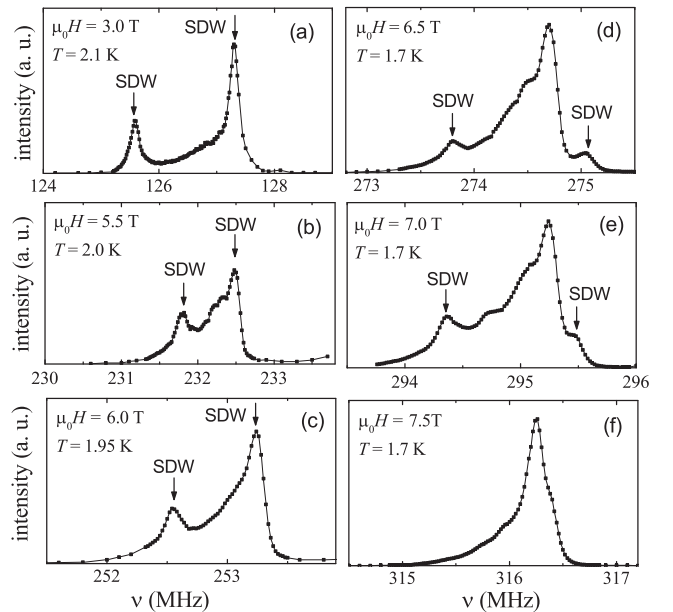 intensity (a. u.)
μ₀H = 3.0 T
T = 2.1 K
SDW
SDW
(a)
124
126
128
μ₀H = 6.5 T
T = 1.7 K
SDW
SDW
(d)
273
274
275
intensity (a. u.)
μ₀H = 5.5 T
T = 2.0 K
SDW
SDW
(b)
230
231
232
233
μ₀H = 7.0 T
T = 1.7 K
SDW
SDW
(e)
294
295
296
intensity (a. u.)
μ₀H = 6.0 T
T = 1.95 K
SDW
SDW
(c)
252
253
ν (MHz)
μ₀H = 7.5T
T = 1.7 K
(f)
315
316
317
ν (MHz)